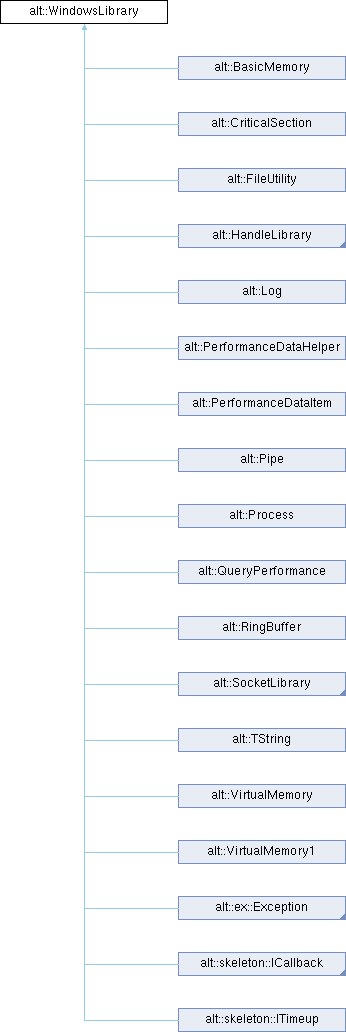 alt::WindowsLibrary
alt::BasicMemory
alt::CriticalSection
alt::FileUtility
alt::HandleLibrary
alt::Log
alt::PerformanceDataHelper
alt::PerformanceDataItem
alt::Pipe
alt::Process
alt::QueryPerformance
alt::RingBuffer
alt::SocketLibrary
alt::TString
alt::VirtualMemory
alt::VirtualMemory1
alt::ex::Exception
alt::skeleton::ICallback
alt::skeleton::ITimeup